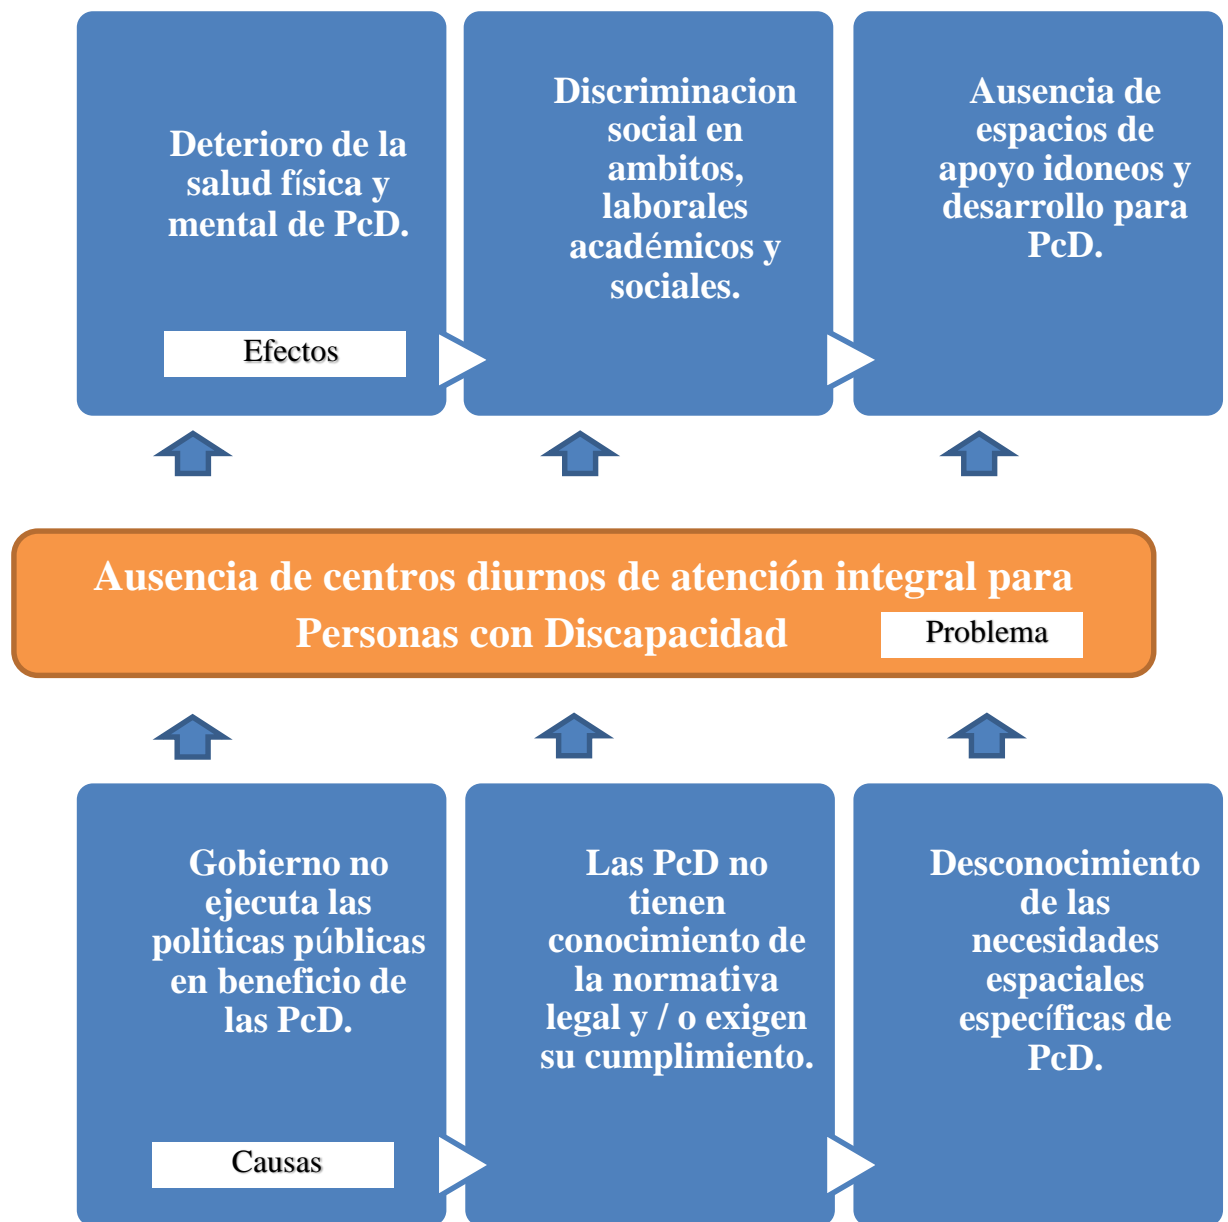 Deterioro de la
salud física y
mental de PcD.
Efectos
Discriminacion
social en
ambitos,
laborales
académicos y
sociales.
Ausencia de
espacios de
apoyo idoneos y
desarrollo para
PcD.
Ausencia de centros diurnos de atención integral para
Personas con Discapacidad
Problema
Gobierno no
ejecuta las
politicas públicas
en beneficio de
las PcD.
Causas
Las PcD no
tienen
conocimiento de
la normativa
legal y / o exigen
su cumplimiento.
Desconocimiento
de las
necesidades
espaciales
específicas de
PcD.